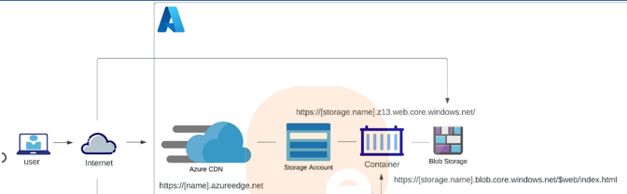 https://[storage.name].z13.web.core.windows.net/
user
Internet
Azure CDN
Storage Account
Container
Blob Storage
https://[name].azureedge.net
https://[storage.name].blob.core.windows.net/$web/index.html